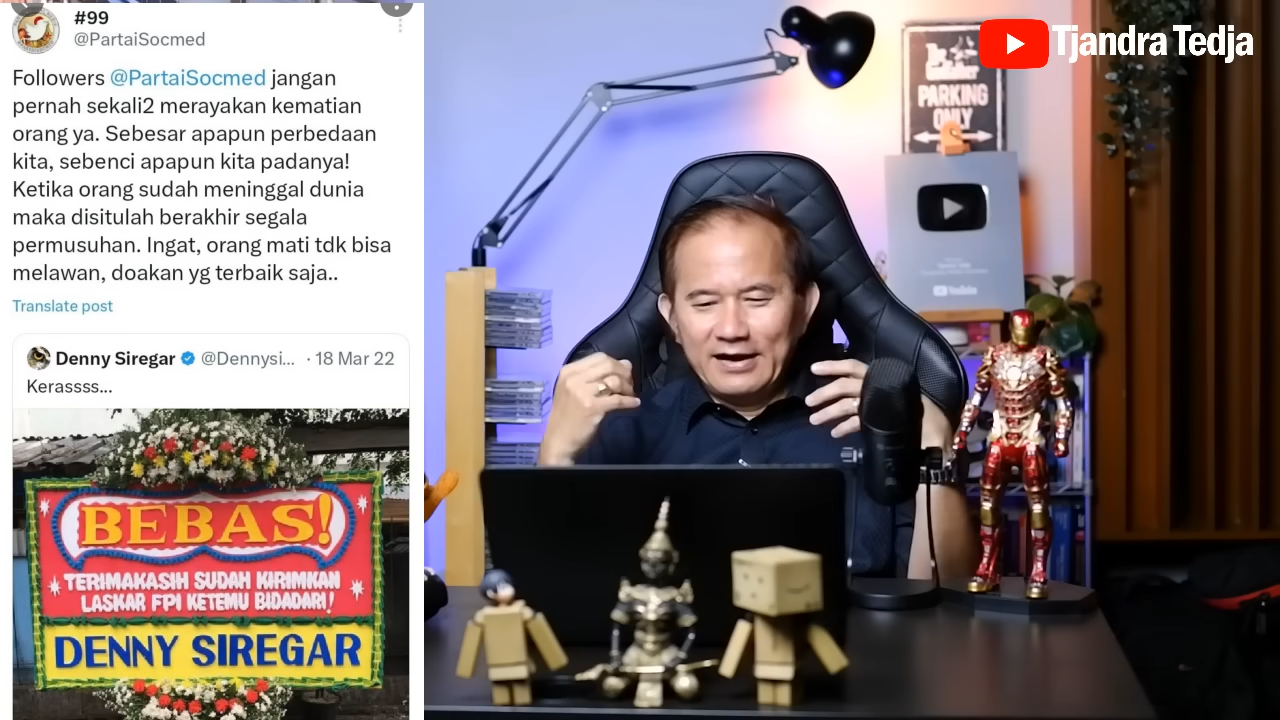 #99
@PartaiSocmed
Followers @PartaiSocmed jangan
pernah sekali2 merayakan kematian
orang ya. Sebesar apapun perbedaan
kita, sebenci apapun kita padanya!
Ketika orang sudah meninggal dunia
maka disitulah berakhir segala
permusuhan. Ingat, orang mati tdk bisa
melawan, doakan yg terbaik saja..
Translate post
Denny Siregar @Dennysi... · 18 Mar 22
Kerassss...
BEBAS!
TERIMAKASIH SUDAH KIRIMKAN
LASKAR FPI KETEMU BIDADARI!
DENNY SIREGAR
Tjandra Tedja
PARKING
ONLY
YouTube